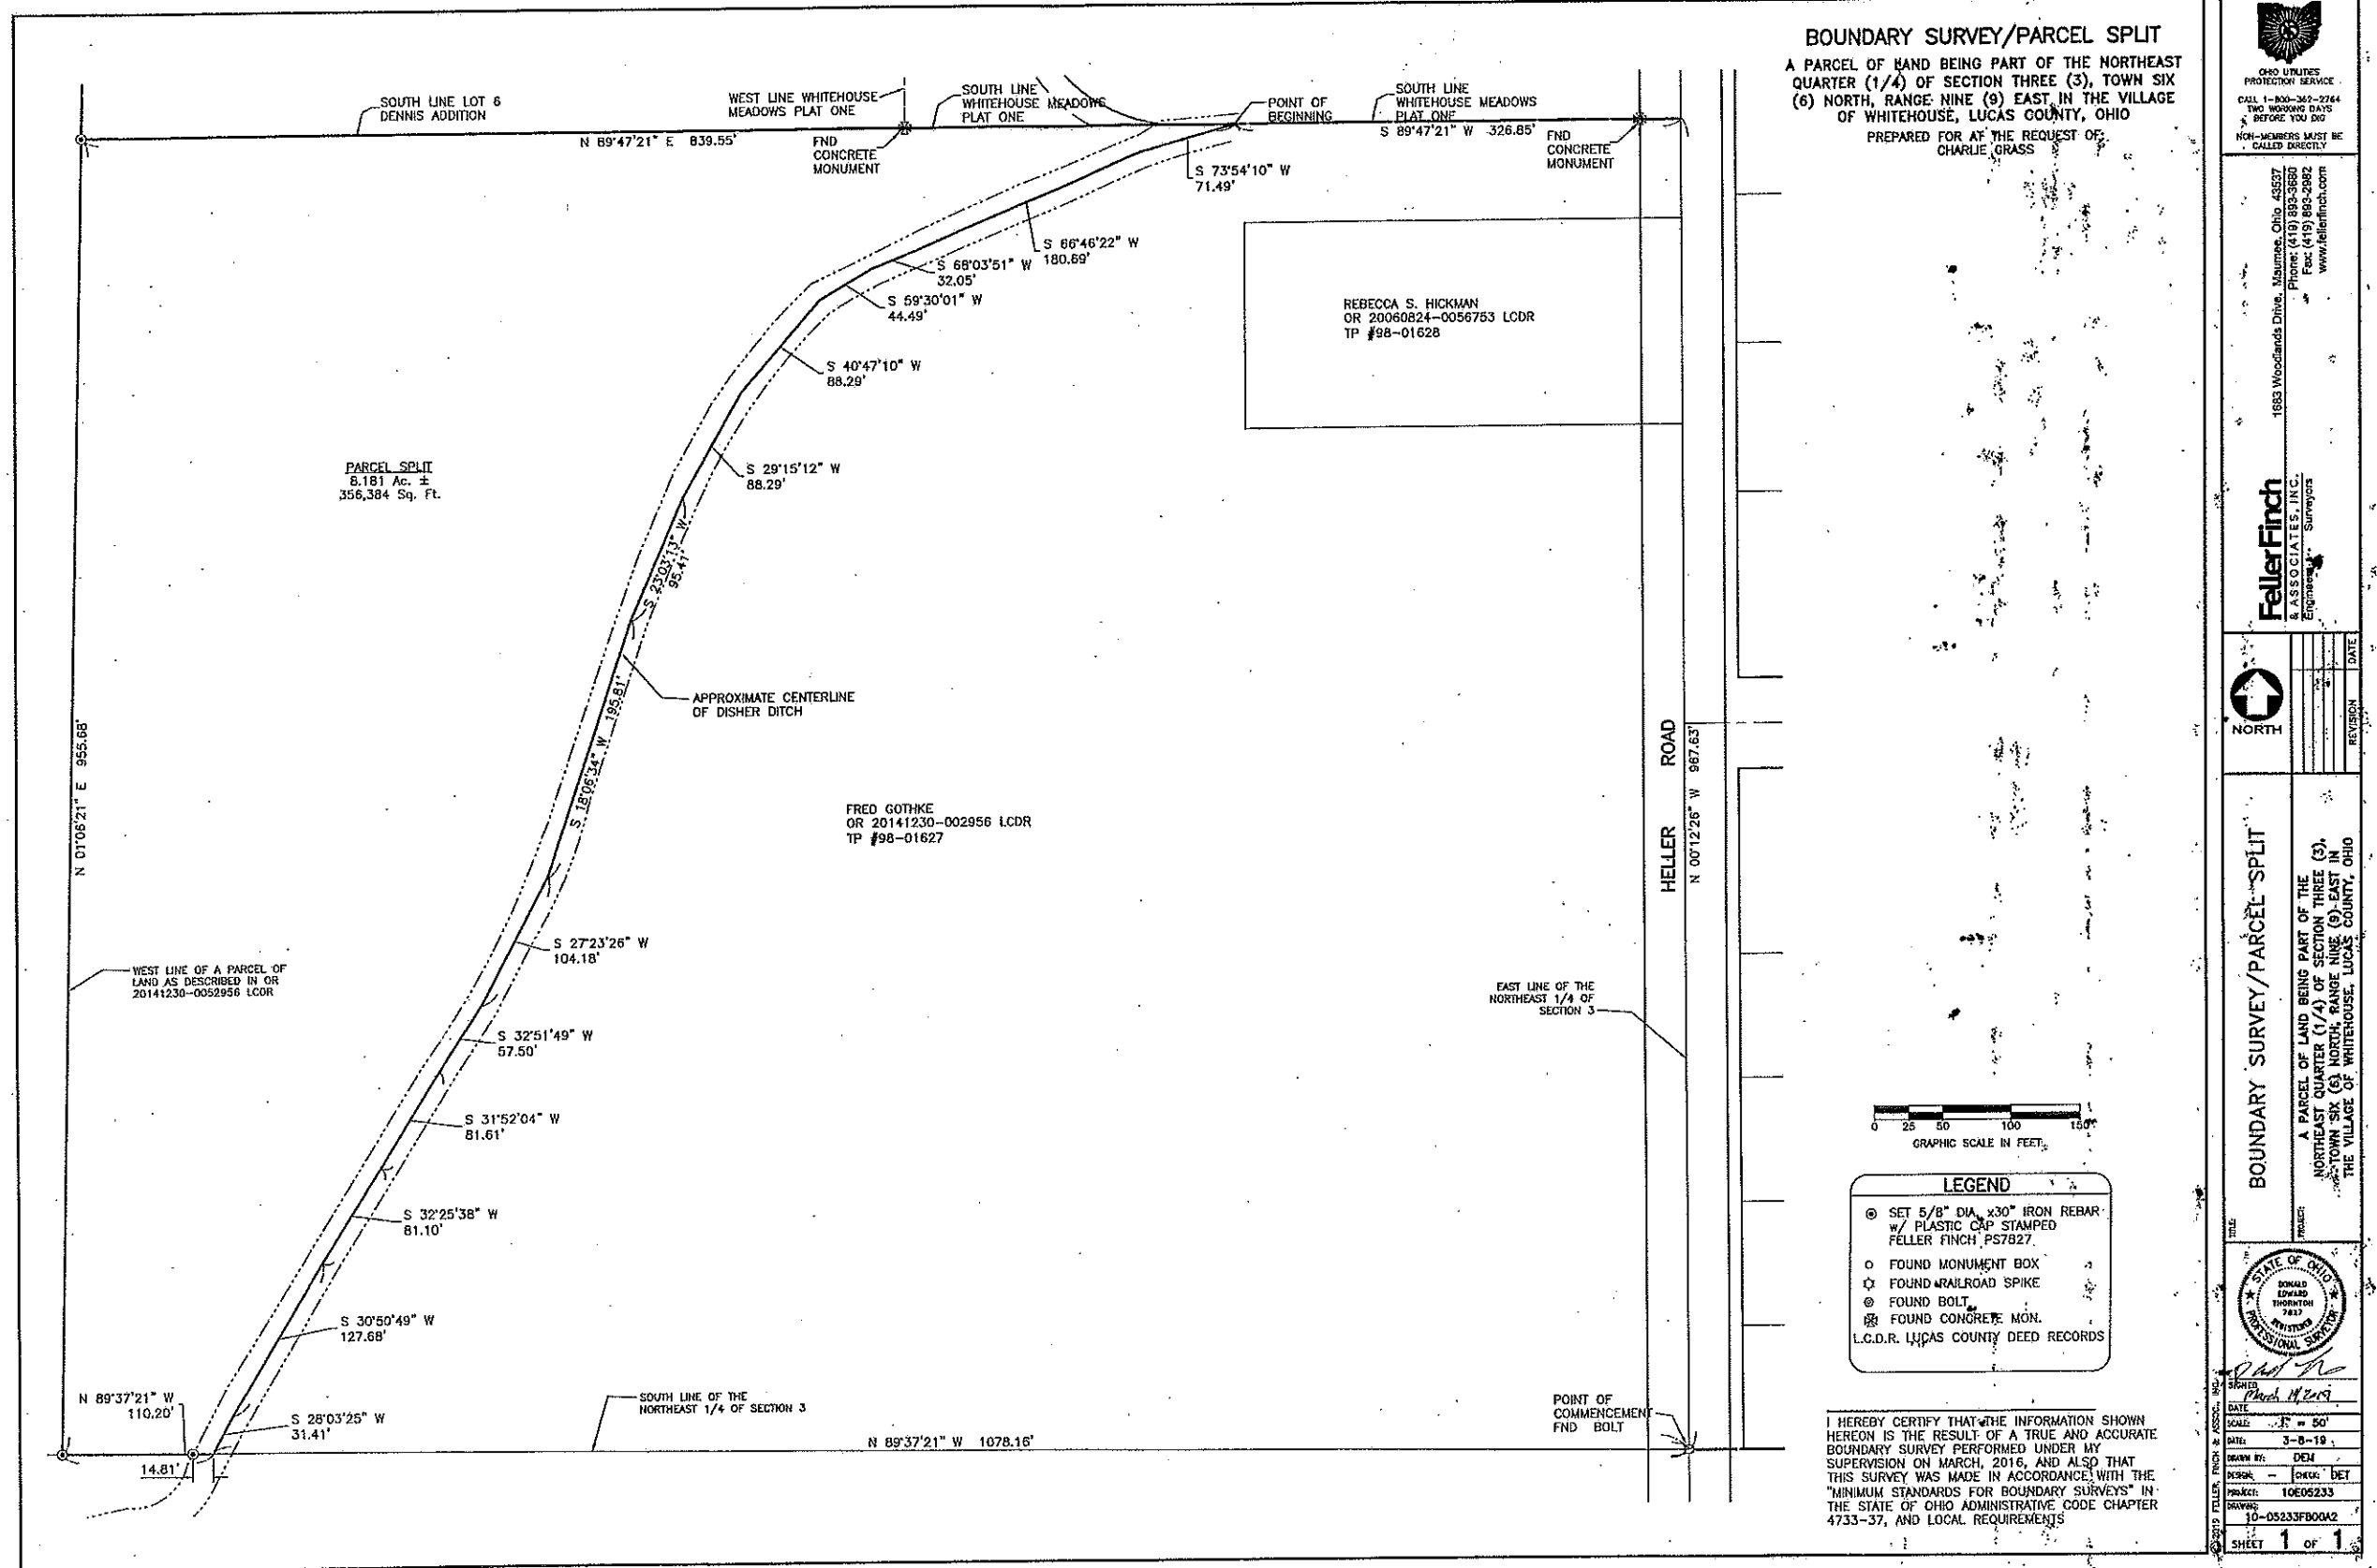 BOUNDARY SURVEY/PARCEL SPLIT
A PARCEL OF LAND BEING PART OF THE NORTHEAST
QUARTER (1/4) OF SECTION THREE (3), TOWN SIX
(6) NORTH, RANGE NINE (9) EAST IN THE VILLAGE
OF WHITEHOUSE, LUCAS COUNTY, OHIO
PREPARED FOR AT THE REQUEST OF:
CHARLIE GRASS
SOUTH LINE LOT 6
DENNIS ADDITION
WEST LINE WHITEHOUSE
MEADOWS PLAT ONE
SOUTH LINE
WHITEHOUSE MEADOWS
PLAT ONE
POINT OF
BEGINNING
SOUTH LINE
WHITEHOUSE MEADOWS
PLAT ONE
N 89°47'21" E 839.55'
FND
CONCRETE
MONUMENT
S 89°47'21" W 326.85'
FND
CONCRETE
MONUMENT
S 73°54'10" W
71.49'
S 66°46'22" W
180.69'
S 68°03'51" W
32.05'
S 59°30'01" W
44.49'
S 40°47'10" W
88.29'
S 29°15'12" W
88.29'
S 23°03'13" W
95.47'
S 18°06'34" W 195.81'
REBECCA S. HICKMAN
OR 20060824-0056753 LCDR
TP #98-01628
PARCEL SPLIT
8.181 Ac. ±
356,384 Sq. Ft.
APPROXIMATE CENTERLINE
OF DISHER DITCH
N 01°06'21" E 955.68'
FRED GOTHKE
OR 20141230-002956 LCDR
TP #98-01627
HELLER ROAD
N 00°12'26" W 967.63'
WEST LINE OF A PARCEL OF
LAND AS DESCRIBED IN OR
20141230-0052956 LCDR
S 27°23'26" W
104.18'
S 32°51'49" W
57.50'
S 31°52'04" W
81.61'
S 32°25'38" W
81.10'
S 30°50'49" W
127.68'
S 28°03'25" W
31.41'
N 89°37'21" W
110.20'
14.81'
EAST LINE OF THE
NORTHEAST 1/4 OF
SECTION 3
SOUTH LINE OF THE
NORTHEAST 1/4 OF SECTION 3
N 89°37'21" W 1078.16'
POINT OF
COMMENCEMENT
FND BOLT
0 25 50 100 150
GRAPHIC SCALE IN FEET
LEGEND
SET 5/8" DIA. x30" IRON REBAR
w/ PLASTIC CAP STAMPED
FELLER FINCH PS7827
FOUND MONUMENT BOX
FOUND RAILROAD SPIKE
FOUND BOLT
FOUND CONCRETE MON.
L.C.D.R. LUCAS COUNTY DEED RECORDS
I HEREBY CERTIFY THAT THE INFORMATION SHOWN
HEREON IS THE RESULT OF A TRUE AND ACCURATE
BOUNDARY SURVEY PERFORMED UNDER MY
SUPERVISION ON MARCH, 2016, AND ALSO THAT
THIS SURVEY WAS MADE IN ACCORDANCE WITH THE
"MINIMUM STANDARDS FOR BOUNDARY SURVEYS" IN
THE STATE OF OHIO ADMINISTRATIVE CODE CHAPTER
4733-37, AND LOCAL REQUIREMENTS
OHIO UTILITIES
PROTECTION SERVICE
CALL 1-800-362-2764
TWO WORKING DAYS
BEFORE YOU DIG
NON-MEMBERS MUST BE
CALLED DIRECTLY
FellerFinch
& ASSOCIATES, INC.
Engineers Surveyors
1683 Woodlands Drive, Maumee, Ohio 43537
Phone: (419) 893-3680
Fax: (419) 893-2982
www.fellerfinch.com
NORTH
REVISION DATE
TITLE:
BOUNDARY SURVEY/PARCEL SPLIT
PROJECT:
A PARCEL OF LAND BEING PART OF THE
NORTHEAST QUARTER (1/4) OF SECTION THREE (3),
TOWN SIX (6) NORTH, RANGE NINE (9) EAST IN
THE VILLAGE OF WHITEHOUSE, LUCAS COUNTY, OHIO
STATE OF OHIO
DONALD
EDWARD
THORNTON
7827
REGISTERED
PROFESSIONAL SURVEYOR
SIGNED
March 14, 2019
DATE
SCALE: 1" = 50'
DATE: 3-8-19
DRAWN BY: DEM
DESIGN: - CHECK: DET
PROJECT: 10E05233
DRAWING:
10-05233FB00A2
SHEET 1 OF 1
© 2019 FELLER, FINCH & ASSOC., INC.